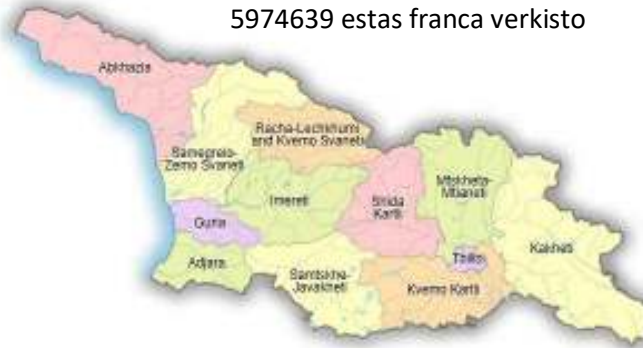 5974639 estas franca verkisto
Abkhazia
Racha-Lechkhumi
and Kvemo Svaneti
Samegrelo-
Zemo Svaneti
Mtskheta-
Mtianeti
Imereti
Shida
Kartli
Guria
Kakheti
Tbilisi
Adjara
Samtskhe-
Javakheti
Kvemo Kartli